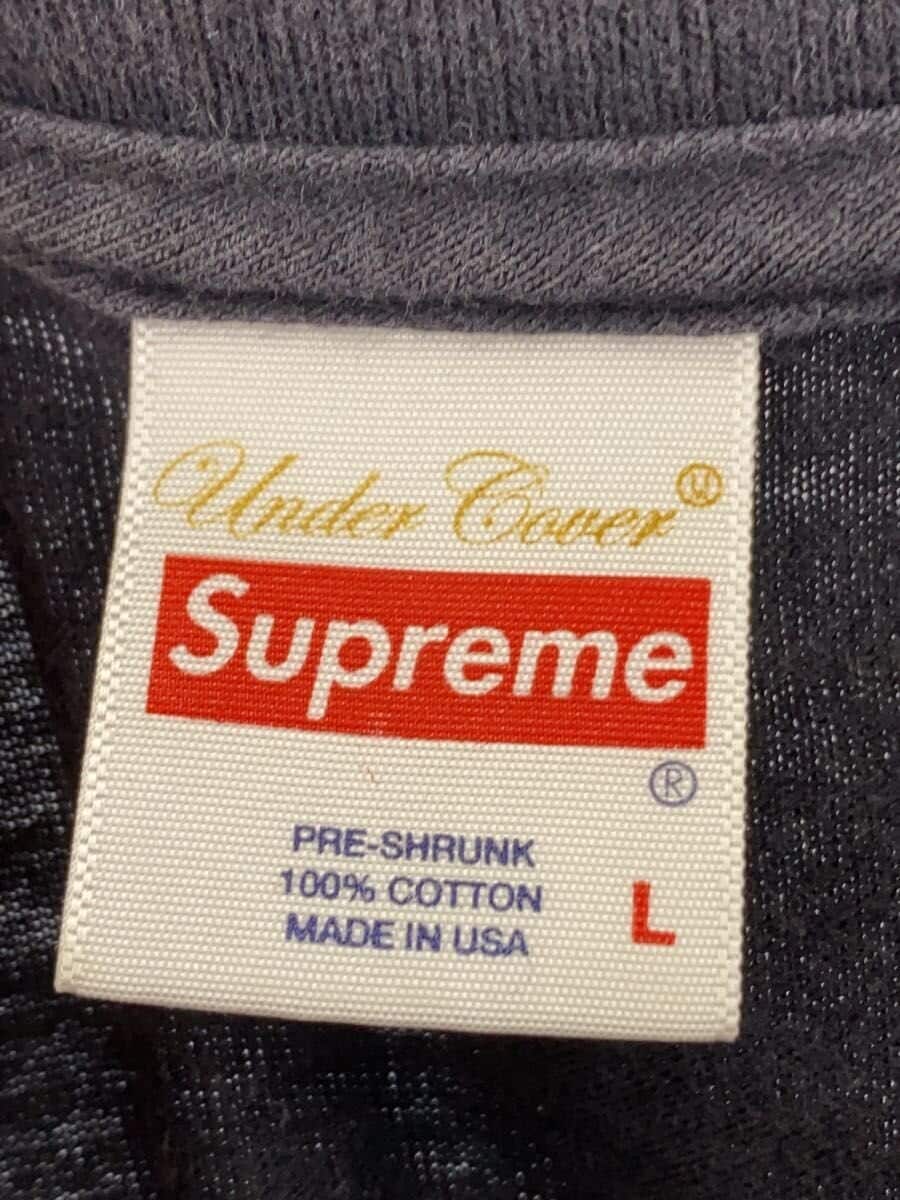 Under Cover Ⓤ
Supreme
®
PRE-SHRUNK
100% COTTON
MADE IN USA
L